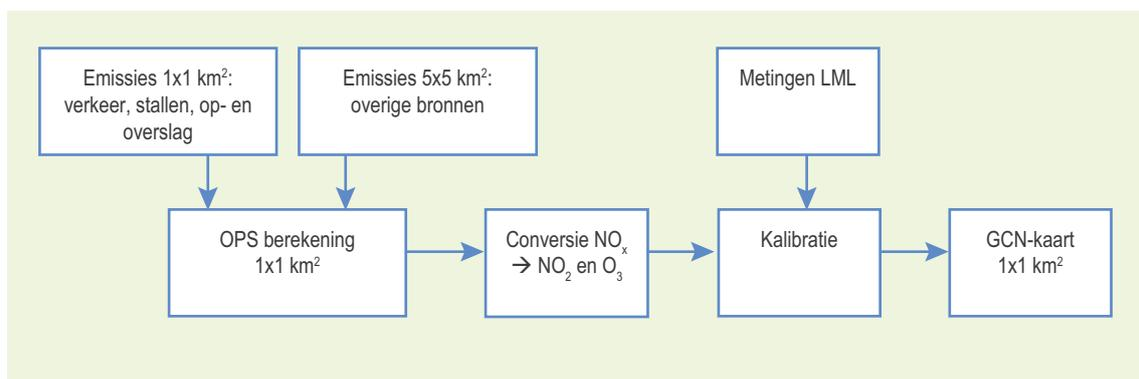 Emissies 1x1 km²:
verkeer, stallen, op- en
overslag
Emissies 5x5 km²:
overige bronnen
Metingen LML
OPS berekening
1x1 km²
Conversie NOₓ
→ NO₂ en O₃
Kalibratie
GCN-kaart
1x1 km²